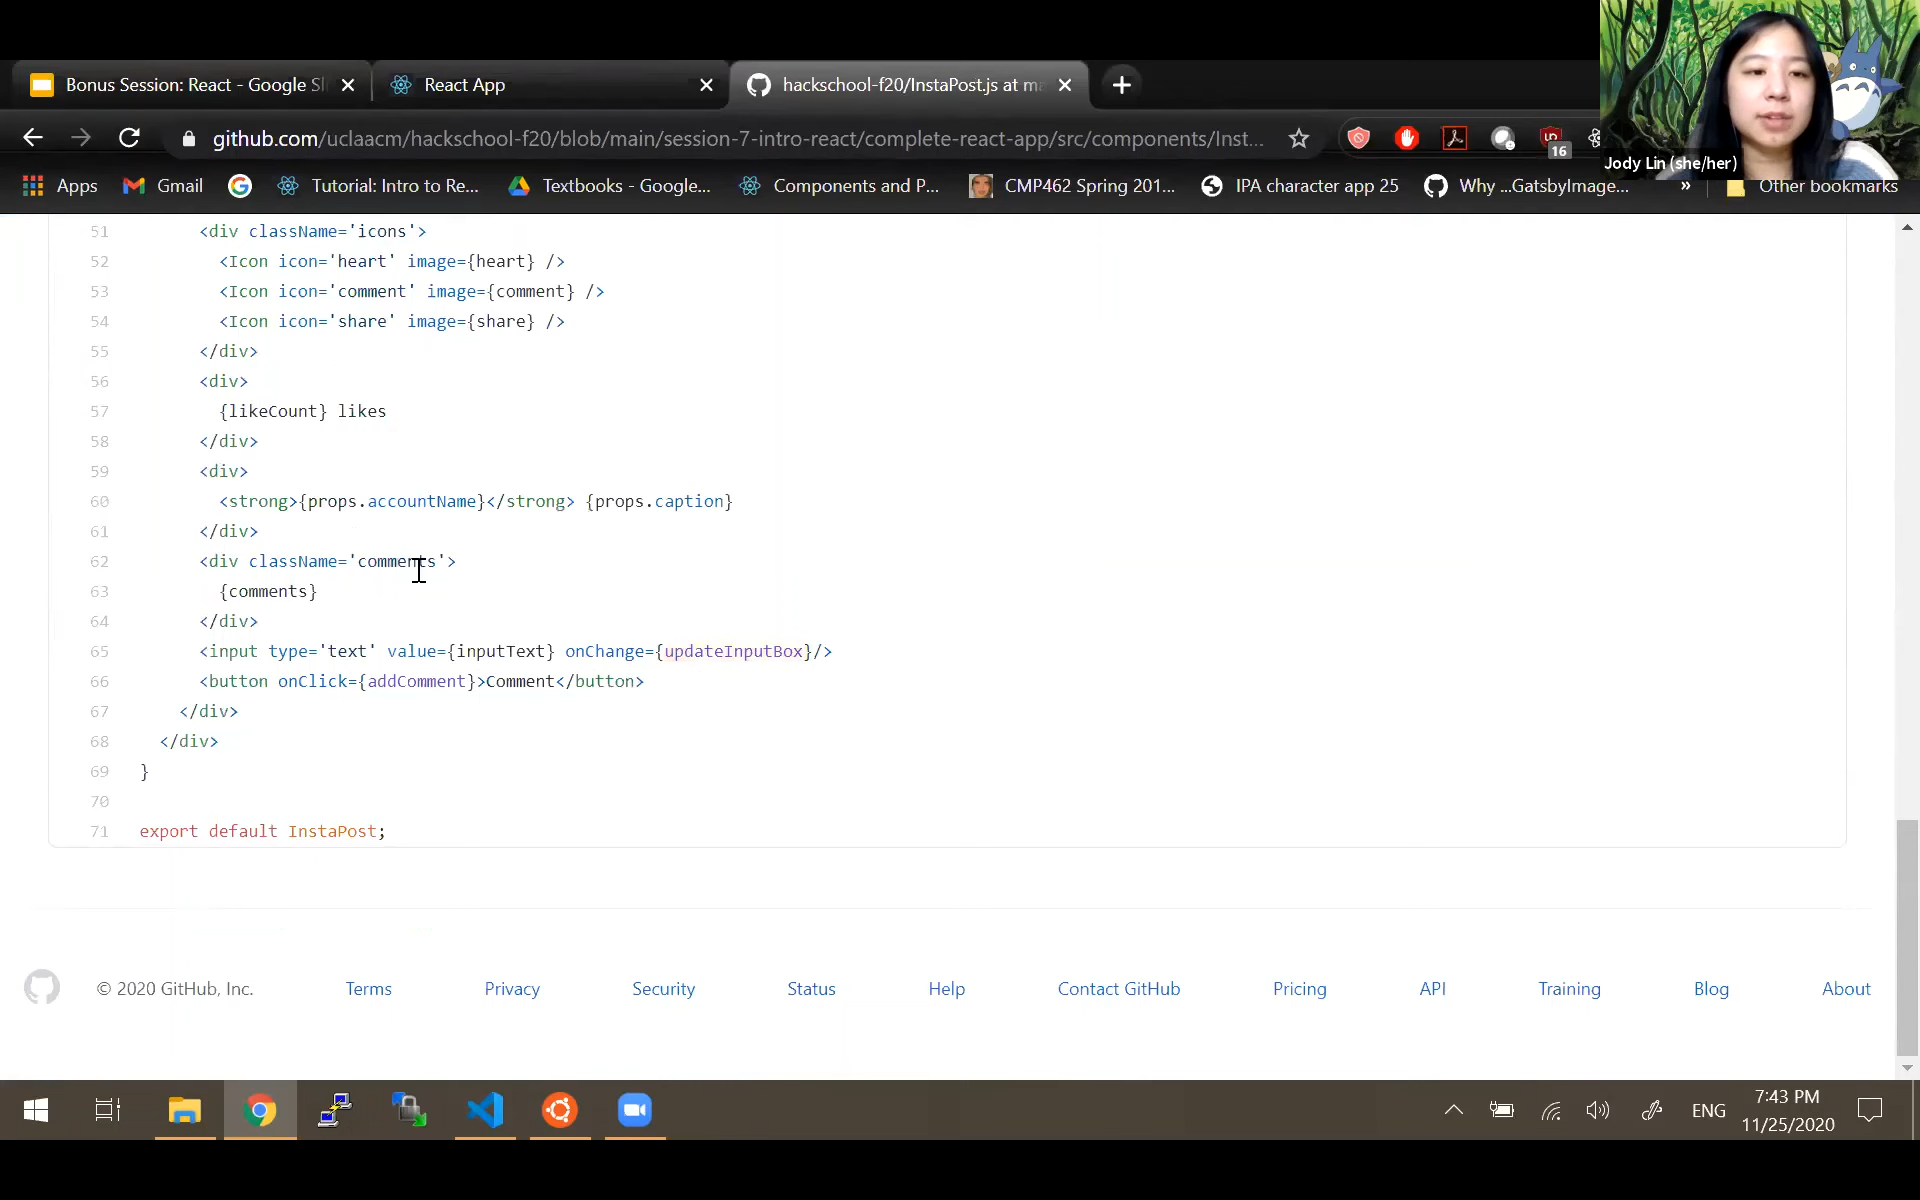 Bonus Session: React - Google Sl
React App
hackschool-f20/InstaPost.js at ma
github.com/uclaacm/hackschool-f20/blob/main/session-7-intro-react/complete-react-app/src/components/Inst...
16
Jody Lin (she/her)
Apps
Gmail
Tutorial: Intro to Re...
Textbooks - Google...
Components and P...
CMP462 Spring 201...
IPA character app 25
Why ...GatsbyImage...
»
Other bookmarks
51 <div className='icons'>
52 <Icon icon='heart' image={heart} />
53 <Icon icon='comment' image={comment} />
54 <Icon icon='share' image={share} />
55 </div>
56 <div>
57 {likeCount} likes
58 </div>
59 <div>
60 <strong>{props.accountName}</strong> {props.caption}
61 </div>
62 <div className='comments'>
63 {comments}
64 </div>
65 <input type='text' value={inputText} onChange={updateInputBox}/>
66 <button onClick={addComment}>Comment</button>
67 </div>
68 </div>
69 }
70
71 export default InstaPost;
© 2020 GitHub, Inc.
Terms
Privacy
Security
Status
Help
Contact GitHub
Pricing
API
Training
Blog
About
ENG
7:43 PM
11/25/2020